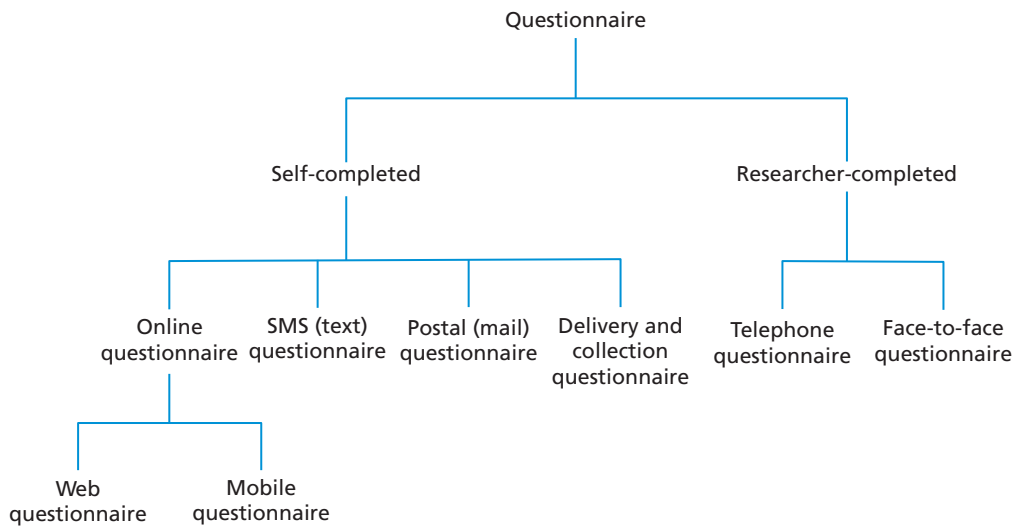 Questionnaire
Self-completed
Researcher-completed
Online
questionnaire
SMS (text)
questionnaire
Postal (mail)
questionnaire
Delivery and
collection
questionnaire
Telephone
questionnaire
Face-to-face
questionnaire
Web
questionnaire
Mobile
questionnaire